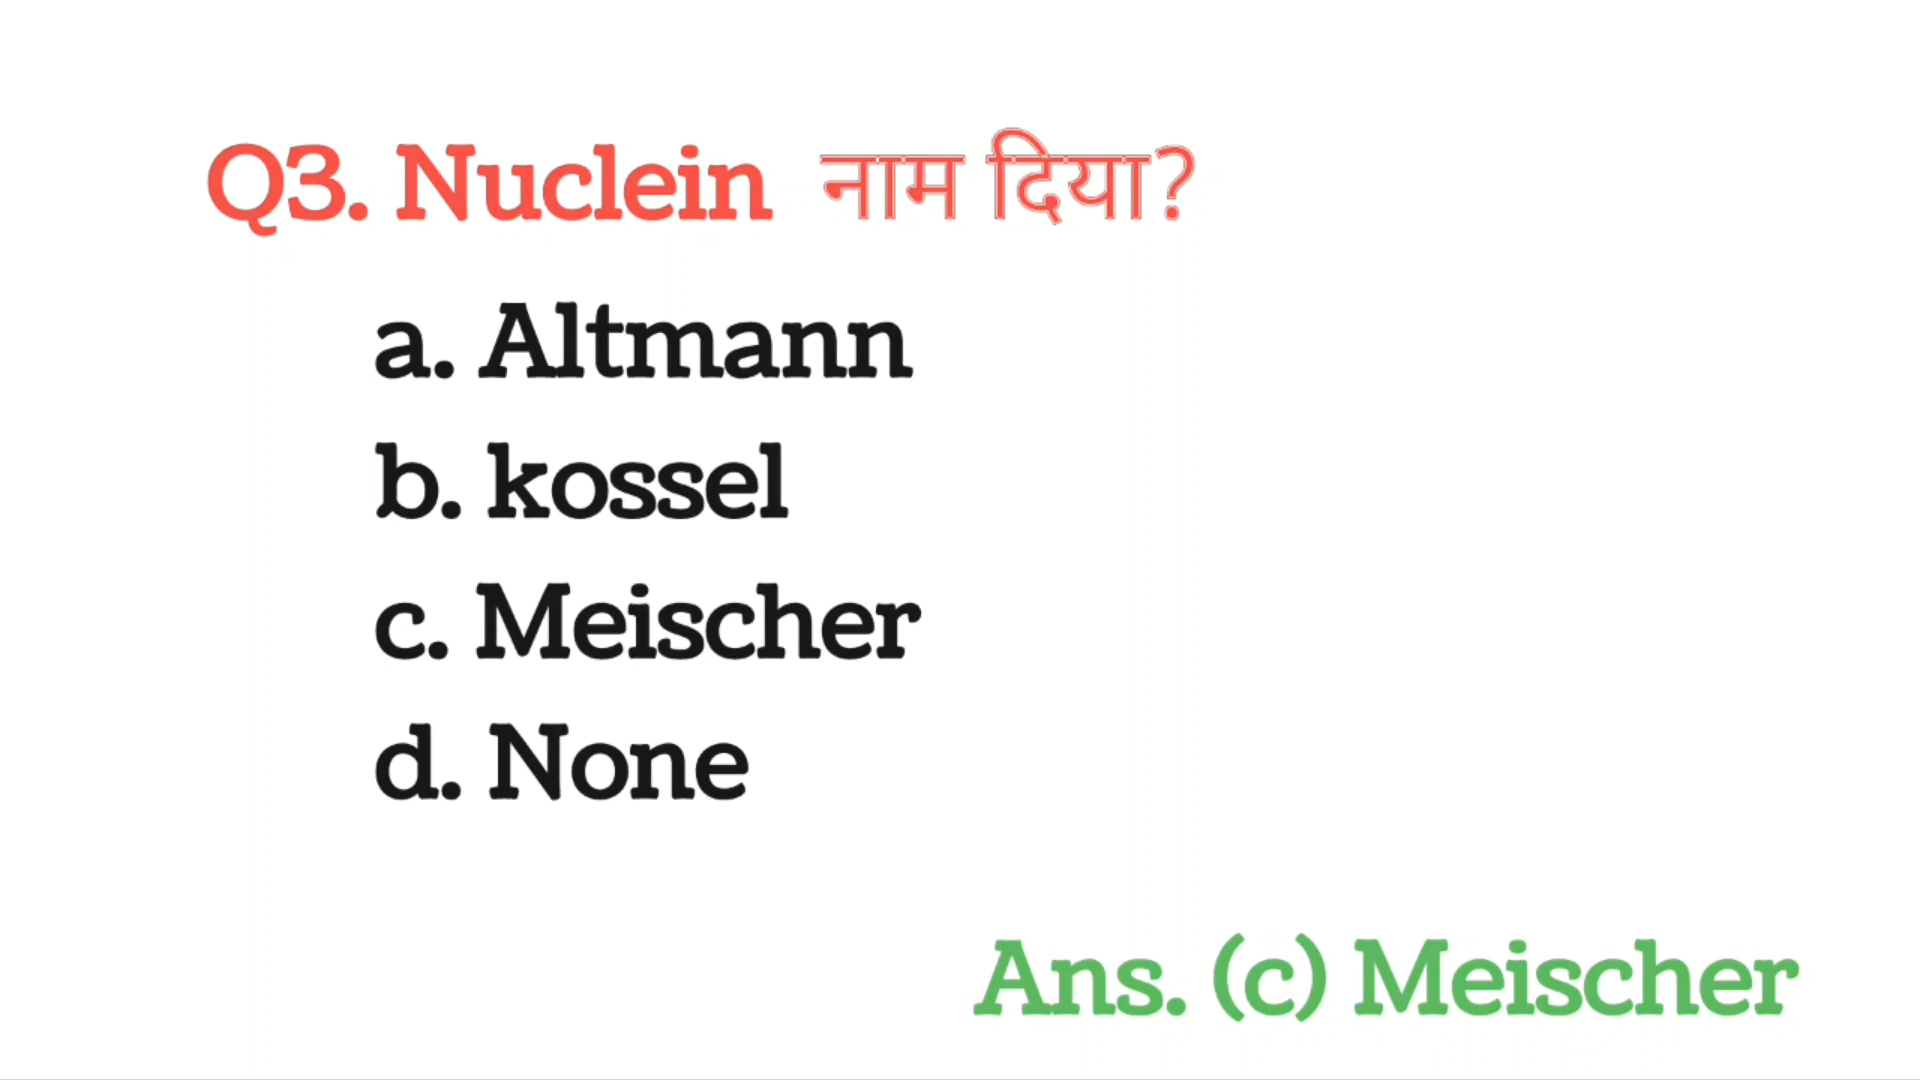 Q3. Nuclein नाम दिया?
a. Altmann
b. kossel
c. Meischer
d. None
Ans. (c) Meischer